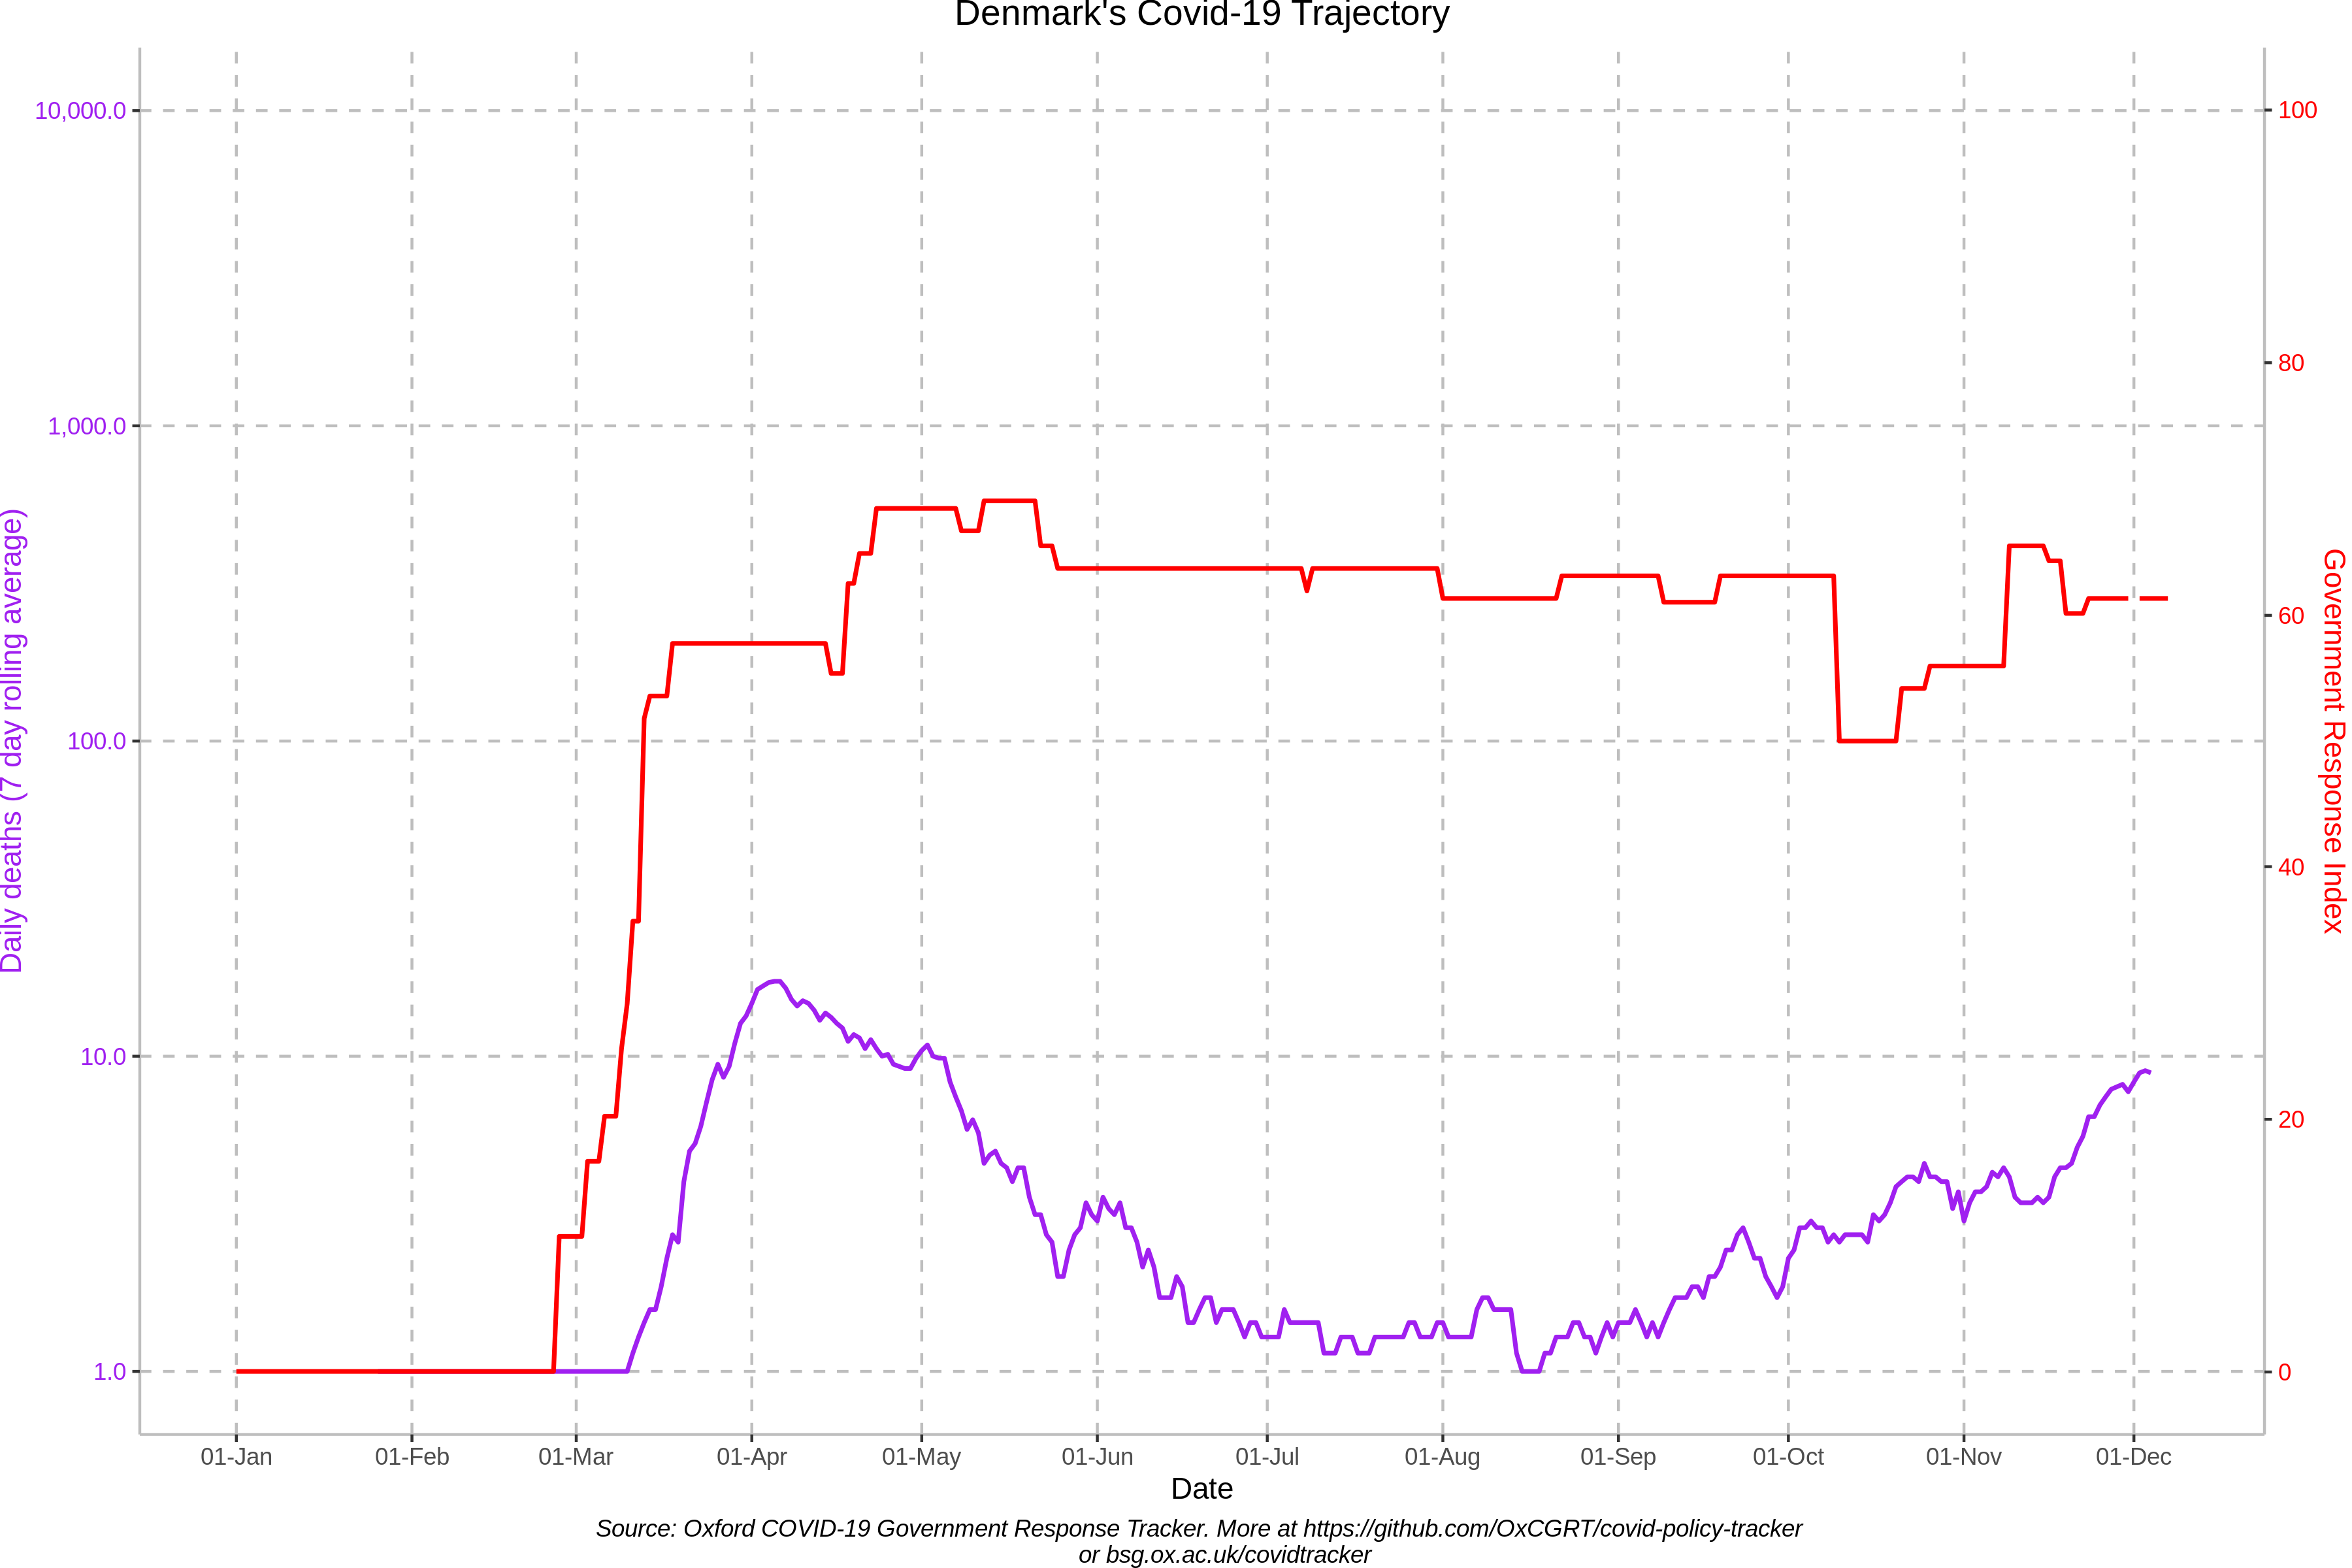 Denmark's Covid-19 Trajectory
Daily deaths (7 day rolling average)
10,000.0
1,000.0
100.0
10.0
1.0
100
80
60
40
20
0
Government Response Index
01-Jan 01-Feb 01-Mar 01-Apr 01-May 01-Jun 01-Jul 01-Aug 01-Sep 01-Oct 01-Nov 01-Dec
Date
Source: Oxford COVID-19 Government Response Tracker. More at https://github.com/OxCGRT/covid-policy-tracker
or bsg.ox.ac.uk/covidtracker